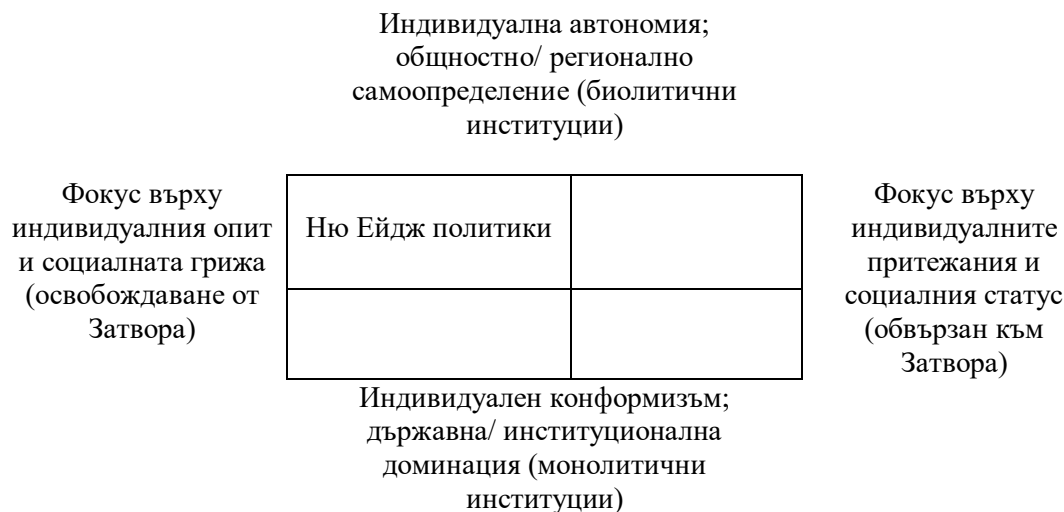 Индивидуална автономия;
общностно/ регионално
самоопределение (биолитични
институции)
Фокус върху
индивидуалния опит
и социалната грижа
(освобождаване от
Затвора)
Ню Ейдж политики
Фокус върху
индивидуалните
притежания и
социалния статус
(обвързан към
Затвора)
Индивидуален конформизъм;
държавна/ институционална
доминация (монолитични
институции)